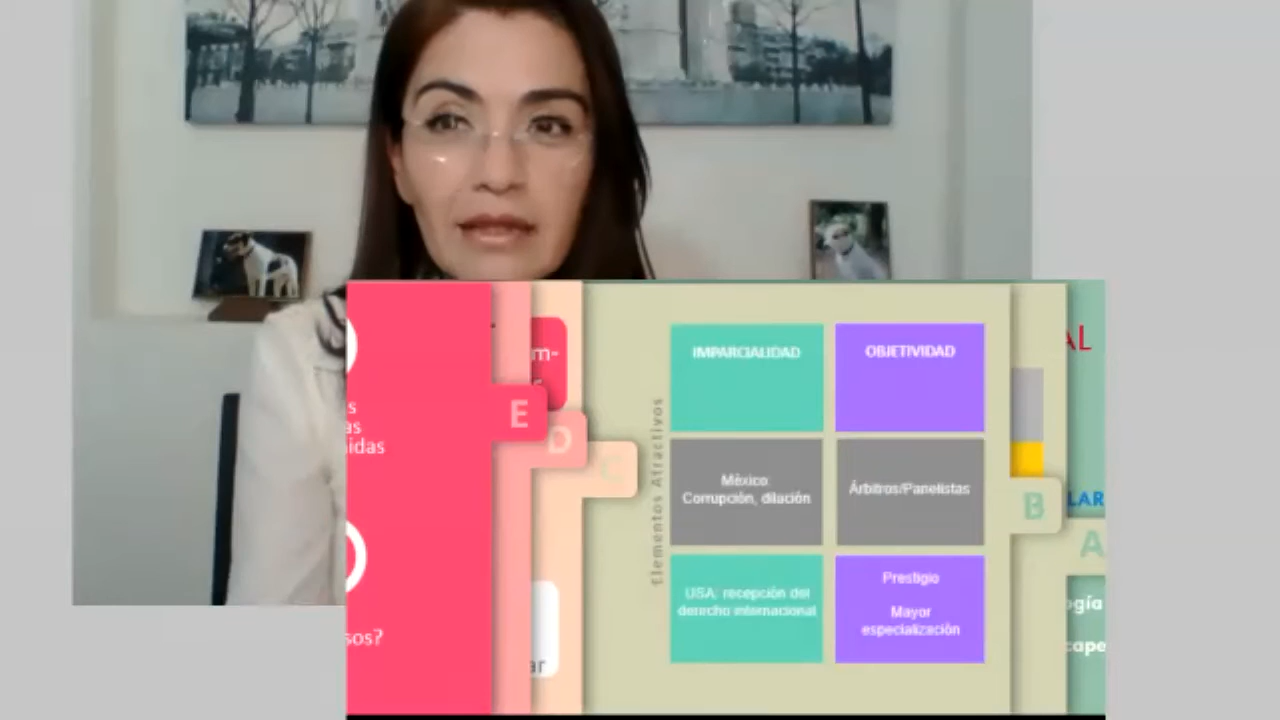 s
as
idas
sos?
E
m-
r
D
ar
C
Elementos Atractivos
IMPARCIALIDAD
OBJETIVIDAD
México:
Corrupción, dilación
Árbitros/Panelistas
USA: recepción del
derecho internacional
Prestigio
Mayor
especialización
B
AL
LAR
A
ogía
cape